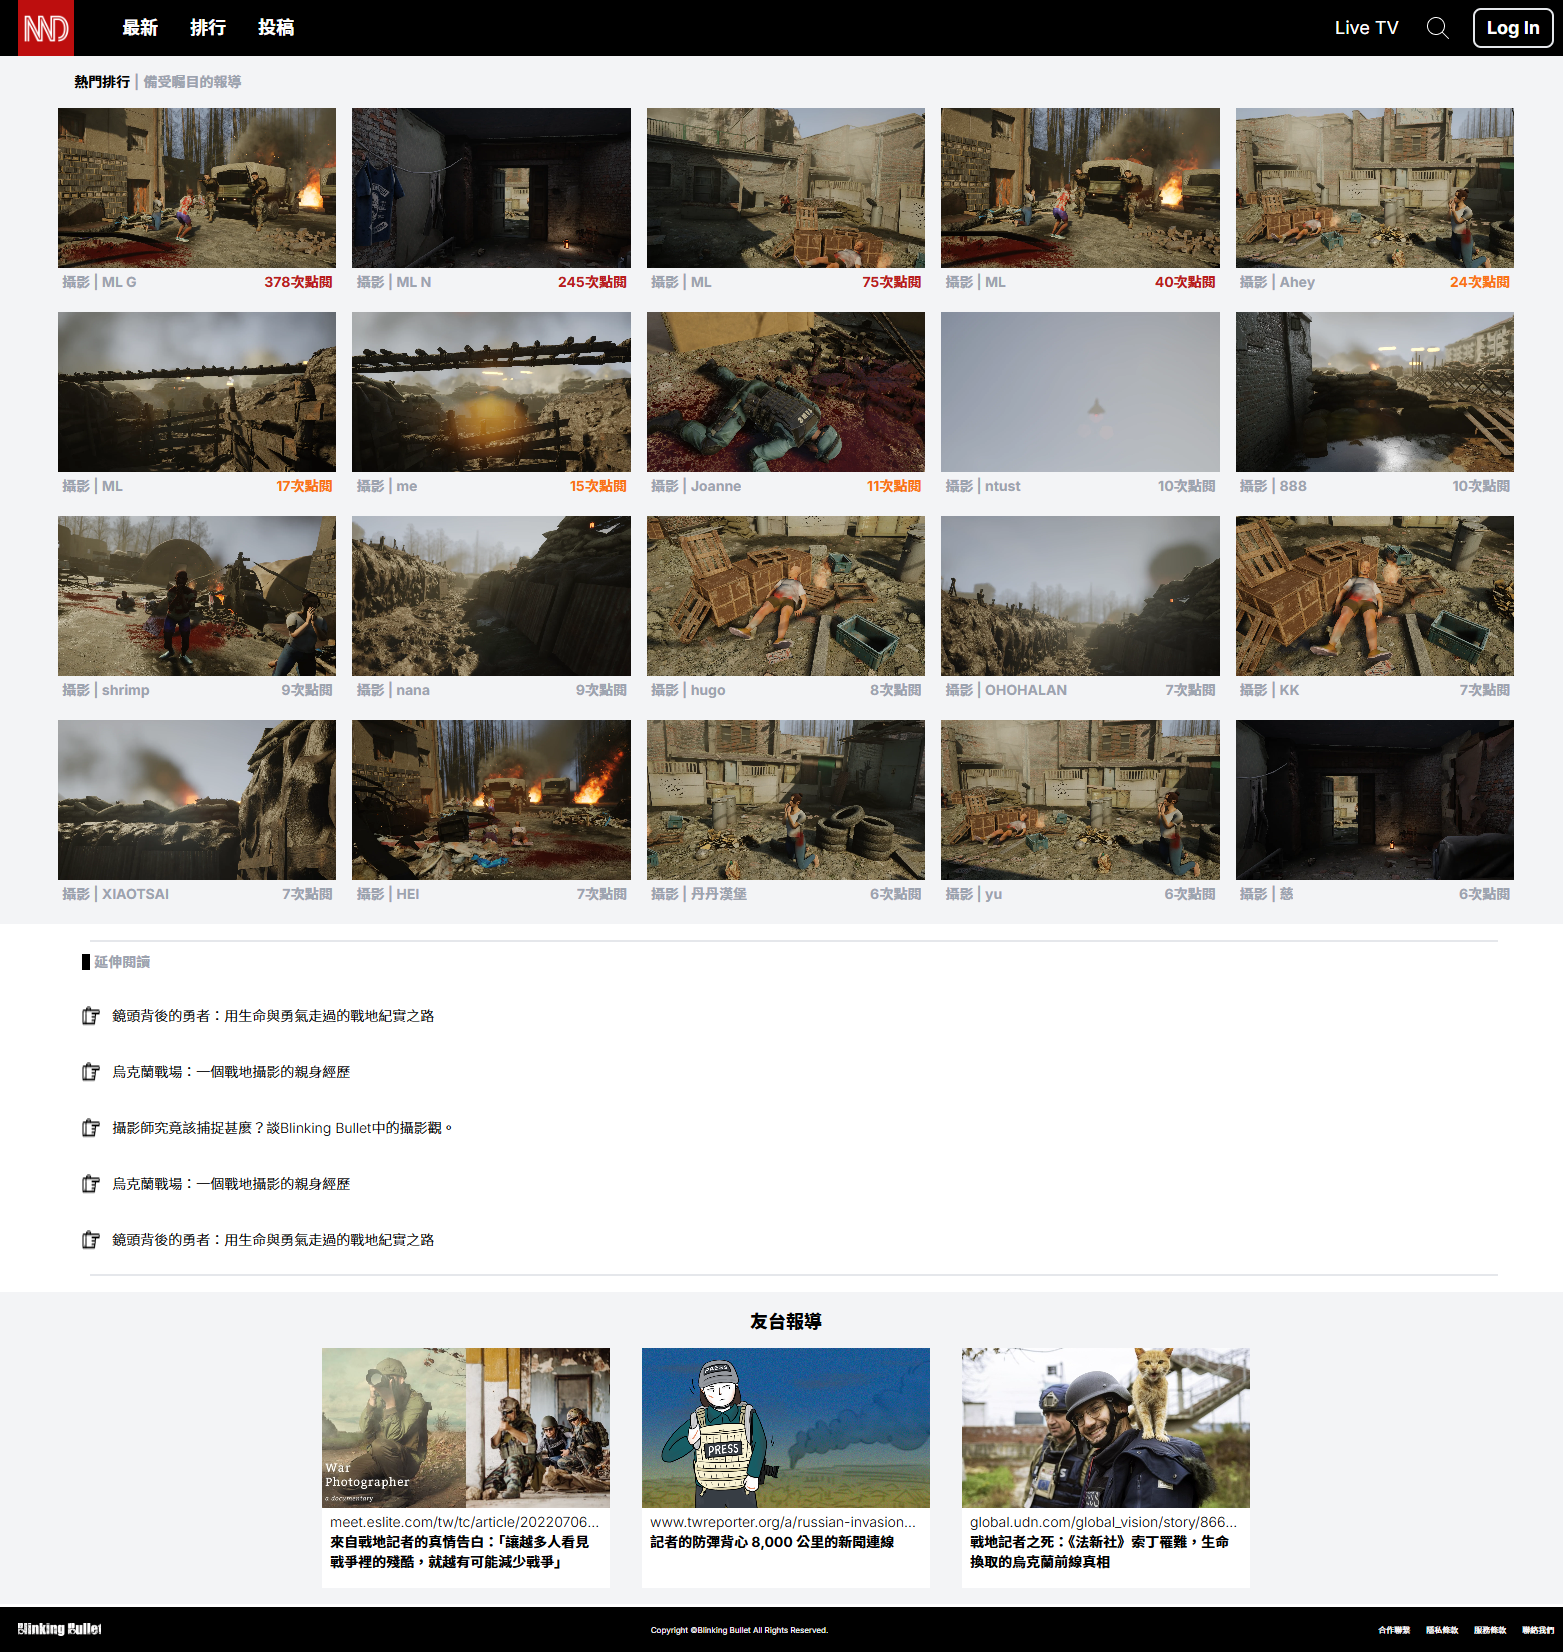 NND 最新 排行 投稿 Live TV Log In
熱門排行 | 備受矚目的報導
攝影 | ML G 378次點閱
攝影 | ML N 245次點閱
攝影 | ML 75次點閱
攝影 | ML 40次點閱
攝影 | Ahey 24次點閱
攝影 | ML 17次點閱
攝影 | me 15次點閱
攝影 | Joanne 11次點閱
攝影 | ntust 10次點閱
攝影 | 888 10次點閱
攝影 | shrimp 9次點閱
攝影 | nana 9次點閱
攝影 | hugo 8次點閱
攝影 | OHOHALAN 7次點閱
攝影 | KK 7次點閱
攝影 | XIAOTSAI 7次點閱
攝影 | HEI 7次點閱
攝影 | 丹丹漢堡 6次點閱
攝影 | yu 6次點閱
攝影 | 慈 6次點閱
延伸閱讀
鏡頭背後的勇者：用生命與勇氣走過的戰地紀實之路
烏克蘭戰場：一個戰地攝影的親身經歷
攝影師究竟該捕捉甚麼？談Blinking Bullet中的攝影觀。
烏克蘭戰場：一個戰地攝影的親身經歷
鏡頭背後的勇者：用生命與勇氣走過的戰地紀實之路
友台報導
War
Photographer
a documentary
meet.eslite.com/tw/tc/article/20220706...
來自戰地記者的真情告白：「讓越多人看見
戰爭裡的殘酷，就越有可能減少戰爭」
PRESS
PRESS
www.twreporter.org/a/russian-invasion...
記者的防彈背心 8,000 公里的新聞連線
global.udn.com/global_vision/story/866...
戰地記者之死：《法新社》索丁罹難，生命
換取的烏克蘭前線真相
Blinking Bullet Copyright ©Blinking Bullet All Rights Reserved. 合作聯繫 隱私條款 服務條款 聯絡我們